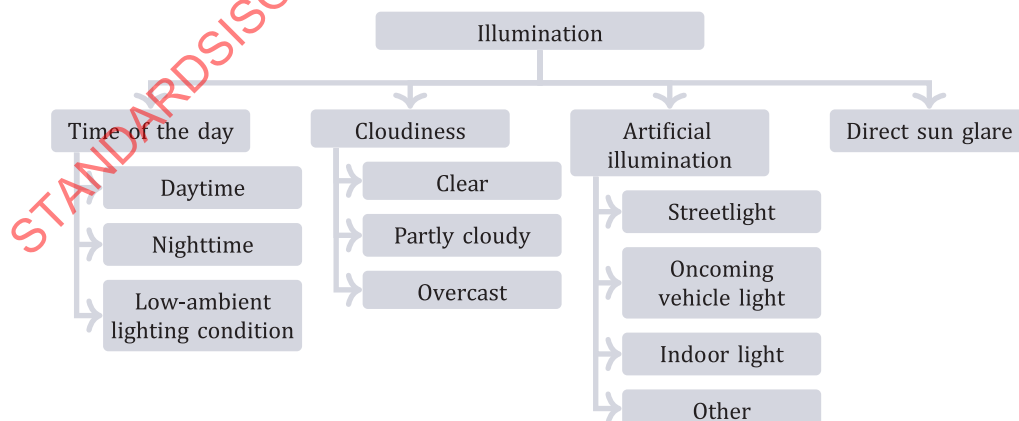 Illumination
Time of the day
Cloudiness
Artificial
illumination
Direct sun glare
Daytime
Nighttime
Low-ambient
lighting condition
Clear
Partly cloudy
Overcast
Streetlight
Oncoming
vehicle light
Indoor light
Other
STANDARDSISO